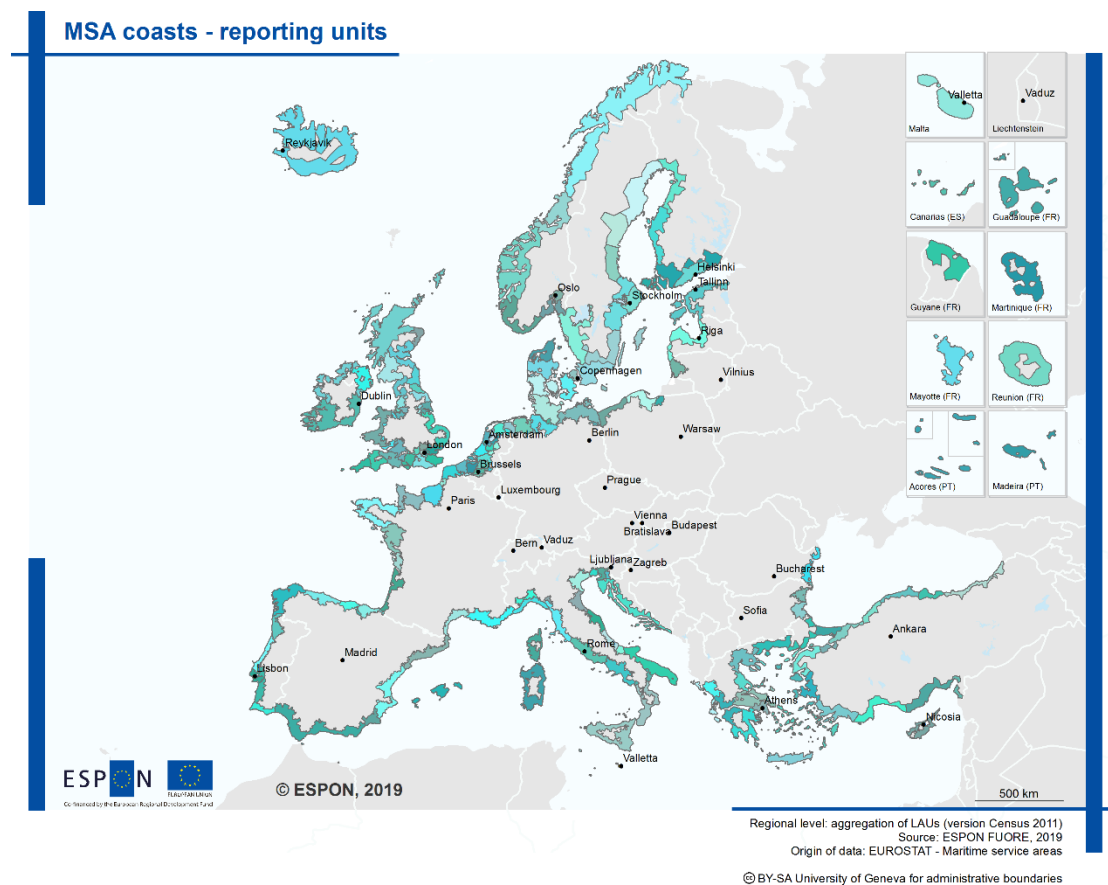 MSA coasts - reporting units
Reykjavik
Oslo
Helsinki
Tallinn
Stockholm
Riga
Copenhagen
Vilnius
Dublin
Amsterdam
Berlin
Warsaw
London
Brussels
Prague
Luxembourg
Paris
Vienna
Bratislava
Budapest
Bern
Vaduz
Ljubljana
Zagreb
Bucharest
Sofia
Ankara
Rome
Madrid
Lisbon
Athens
Nicosia
Valletta
Valletta
Malta
Vaduz
Liechtenstein
Canarias (ES)
Guadaloupe (FR)
Guyane (FR)
Martinique (FR)
Mayotte (FR)
Reunion (FR)
Acores (PT)
Madeira (PT)
ESPON
EUROPEAN UNION
Co-financed by the European Regional Development Fund
© ESPON, 2019
500 km
Regional level: aggregation of LAUs (version Census 2011)
Source: ESPON FUORE, 2019
Origin of data: EUROSTAT - Maritime service areas
cc BY-SA University of Geneva for administrative boundaries